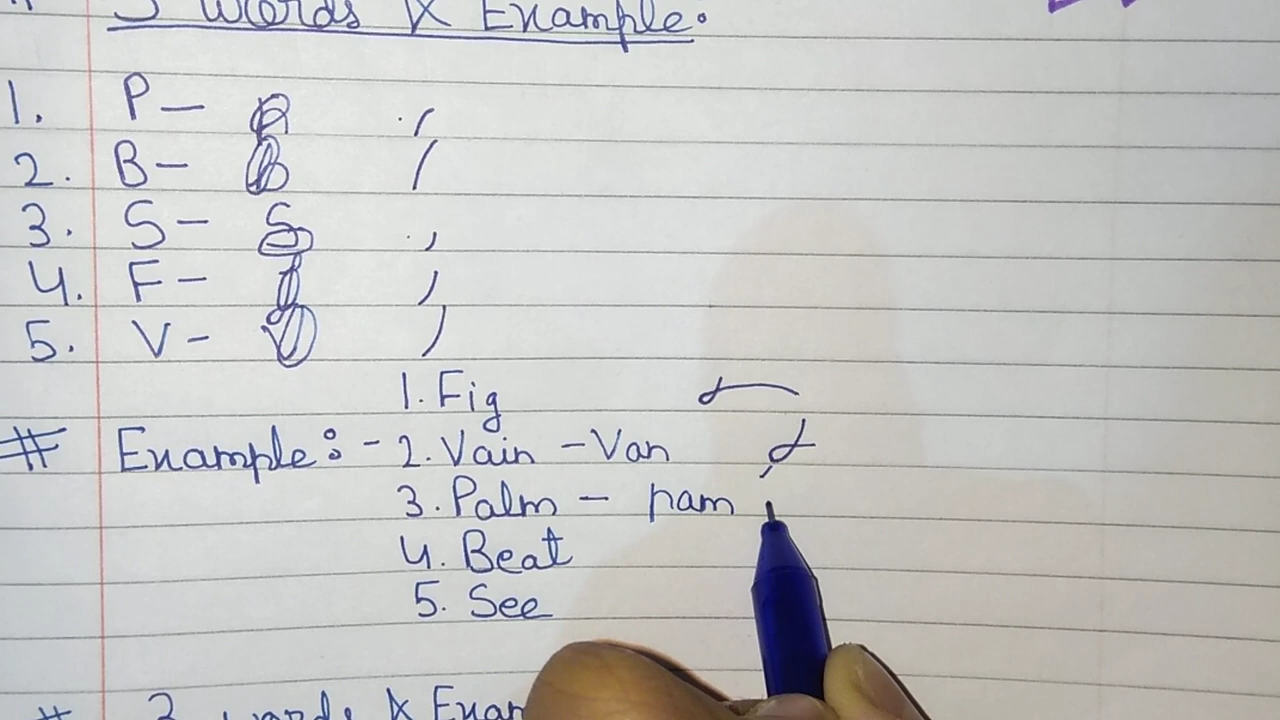 5 Words & Example.
1. P-
2. B-
3. S- S
4. F-
5. V-
1. Fig
# Example:- 2. Vain - Van
3. Palm - pam
4. Beat
5. See
# 3 words & Exam